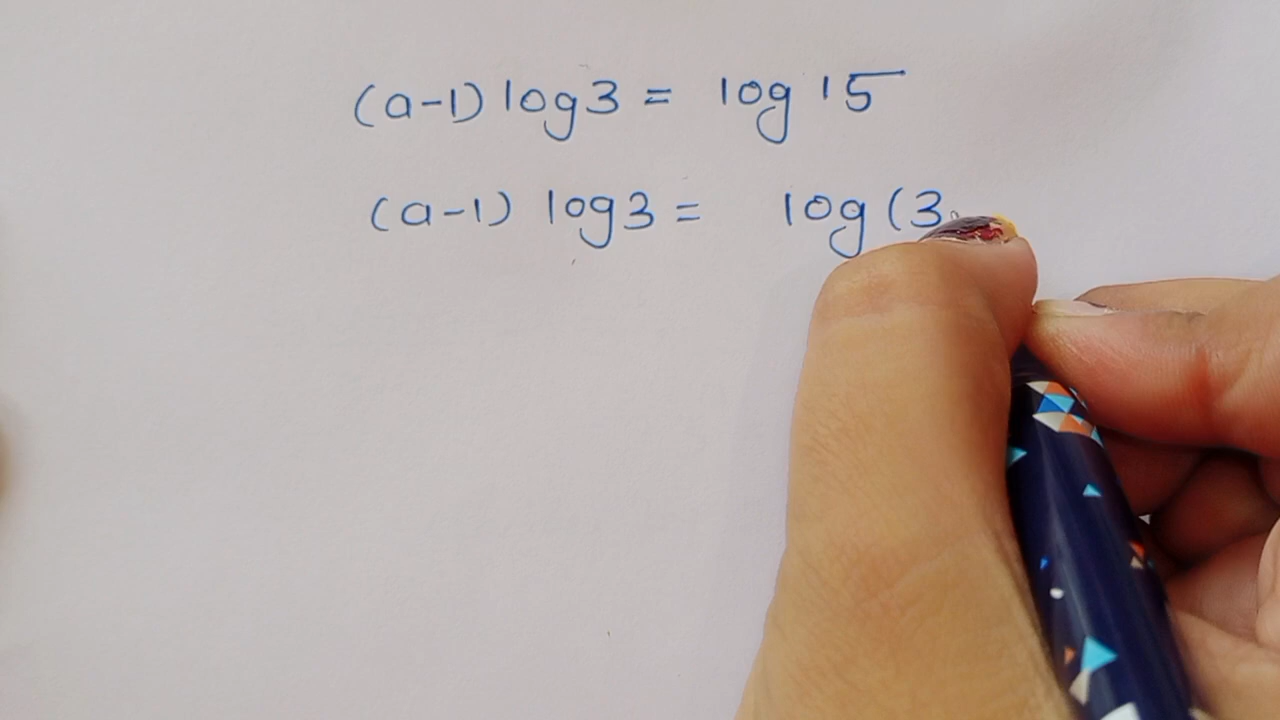 (a-1) log3 = log 15
(a-1) log3 = log (3